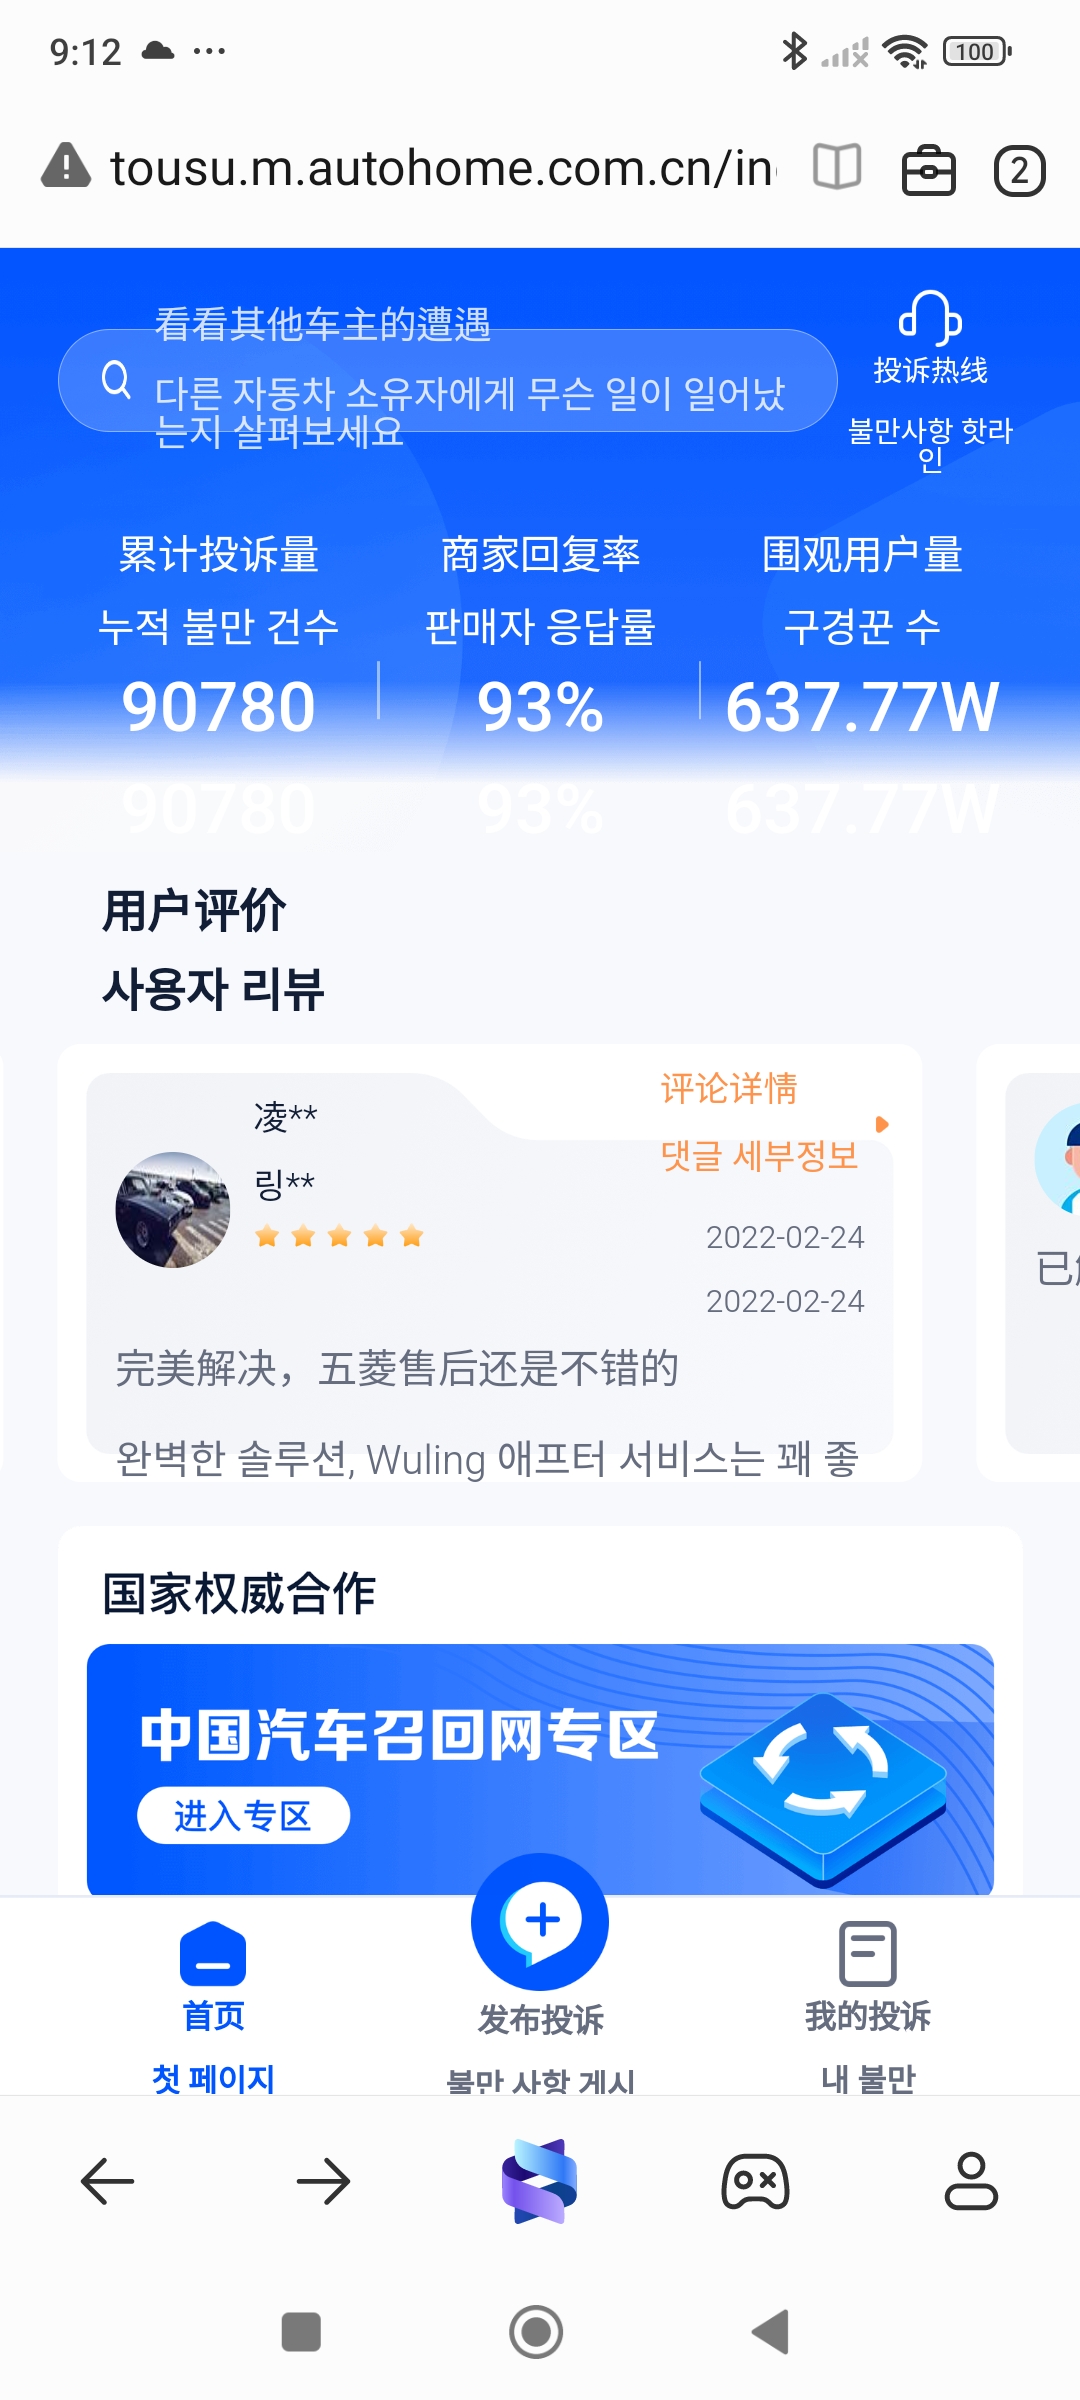 9:12
100
tousu.m.autohome.com.cn/in
2
看看其他车主的遭遇
다른 자동차 소유자에게 무슨 일이 일어났
는지 살펴보세요
投诉热线
불만사항 핫라
인
累计投诉量
商家回复率
围观用户量
누적 불만 건수
판매자 응답률
구경꾼 수
90780
93%
637.77W
90780
93%
637.77W
用户评价
사용자 리뷰
凌**
링**
评论详情
댓글 세부정보
2022-02-24
2022-02-24
完美解决，五菱售后还是不错的
완벽한 솔루션, Wuling 애프터 서비스는 꽤 좋
已
国家权威合作
中国汽车召回网专区
进入专区
首页
첫 페이지
发布投诉
불만 사항 게시
我的投诉
내 불만